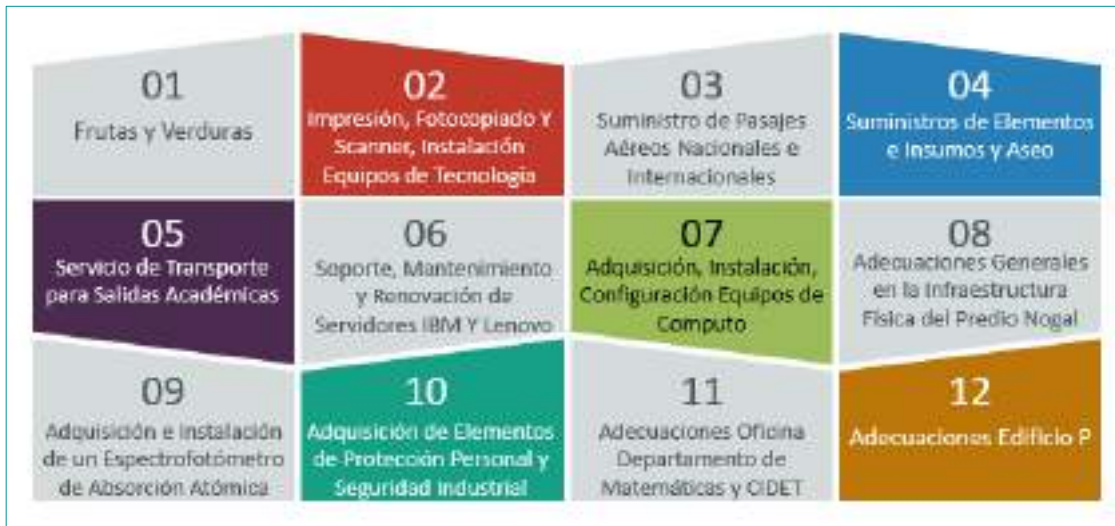 01
Frutas y Verduras
02
Impresión, Fotocopiado Y
Scanner, Instalación
Equipos de Tecnología
03
Suministro de Pasajes
Aéreos Nacionales e
Internacionales
04
Suministros de Elementos
e Insumos y Aseo
05
Servicio de Transporte
para Salidas Académicas
06
Soporte, Mantenimiento
y Renovación de
Servidores IBM Y Lenovo
07
Adquisición, Instalación,
Configuración Equipos de
Computo
08
Adecuaciones Generales
en la Infraestructura
Física del Predio Nogal
09
Adquisición e Instalación
de un Espectrofotómetro
de Absorción Atómica
10
Adquisición de Elementos
de Protección Personal y
Seguridad Industrial
11
Adecuaciones Oficina
Departamento de
Matemáticas y CIDET
12
Adecuaciones Edificio P